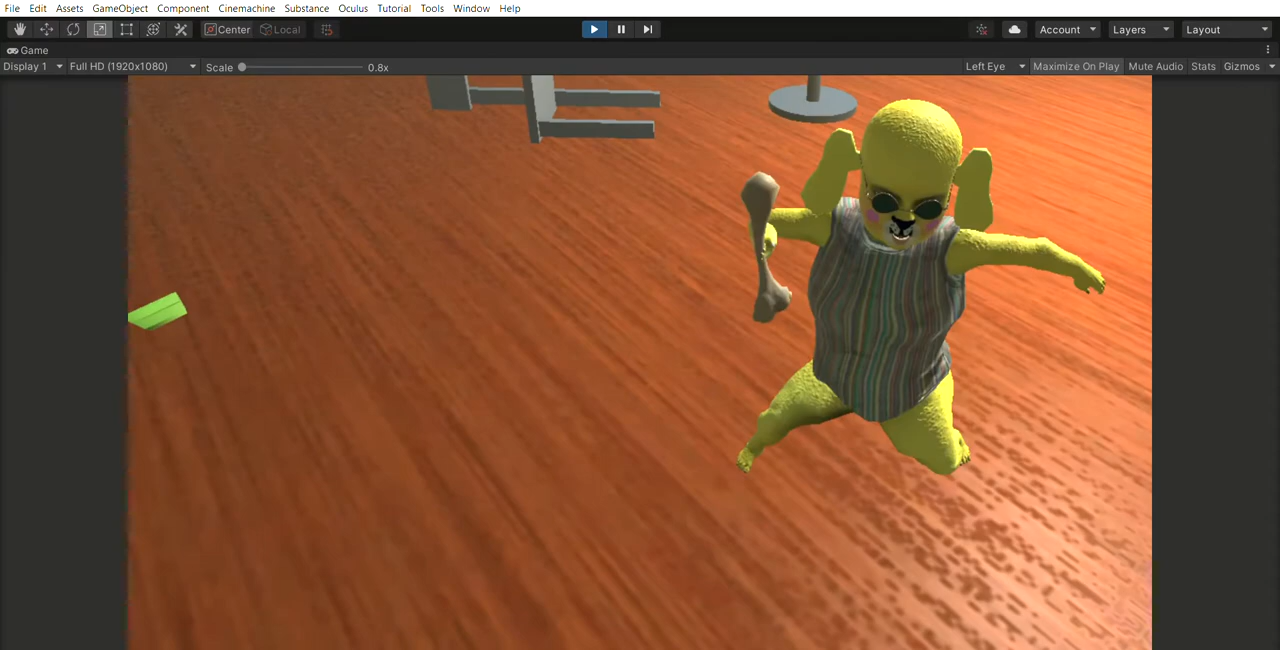 File Edit Assets GameObject Component Cinemachine Substance Oculus Tutorial Tools Window Help
Center Local Account Layers Layout
Game
Display 1 Full HD (1920x1080) Scale 0.8x Left Eye Maximize On Play Mute Audio Stats Gizmos